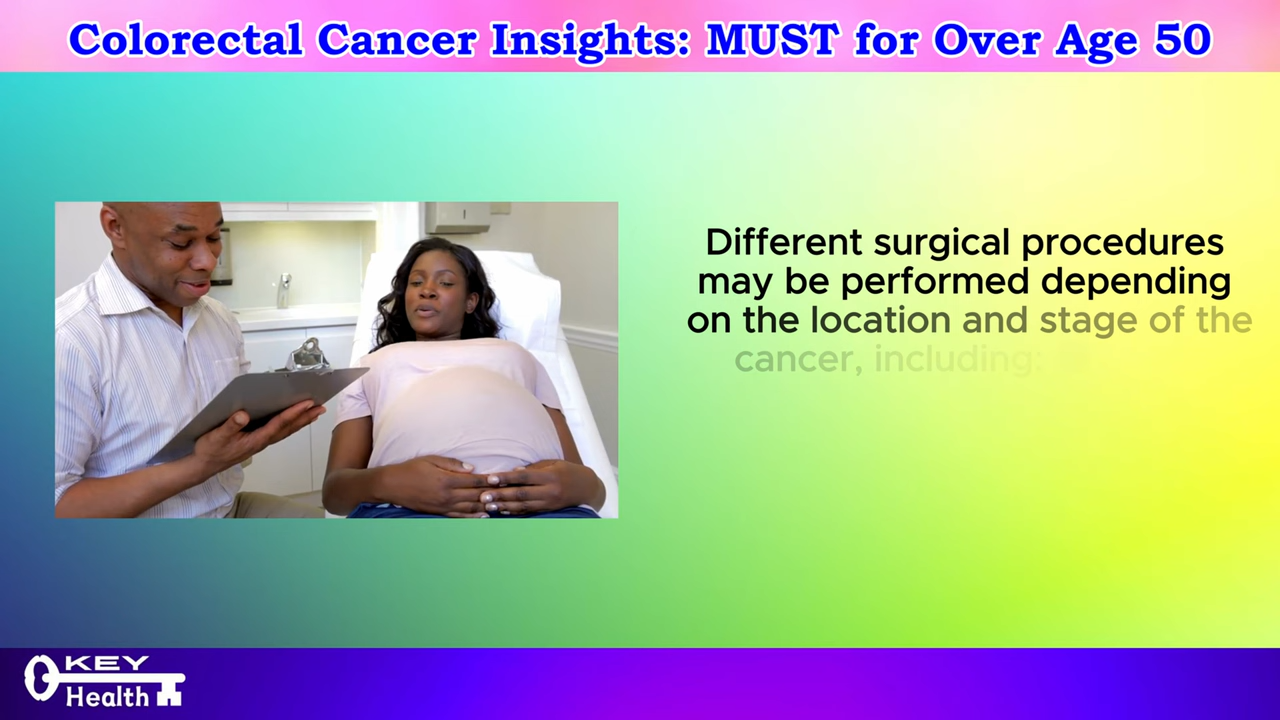 Colorectal Cancer Insights: MUST for Over Age 50
Different surgical procedures
may be performed depending
on the location and stage of the
cancer, including:
KEY
Health